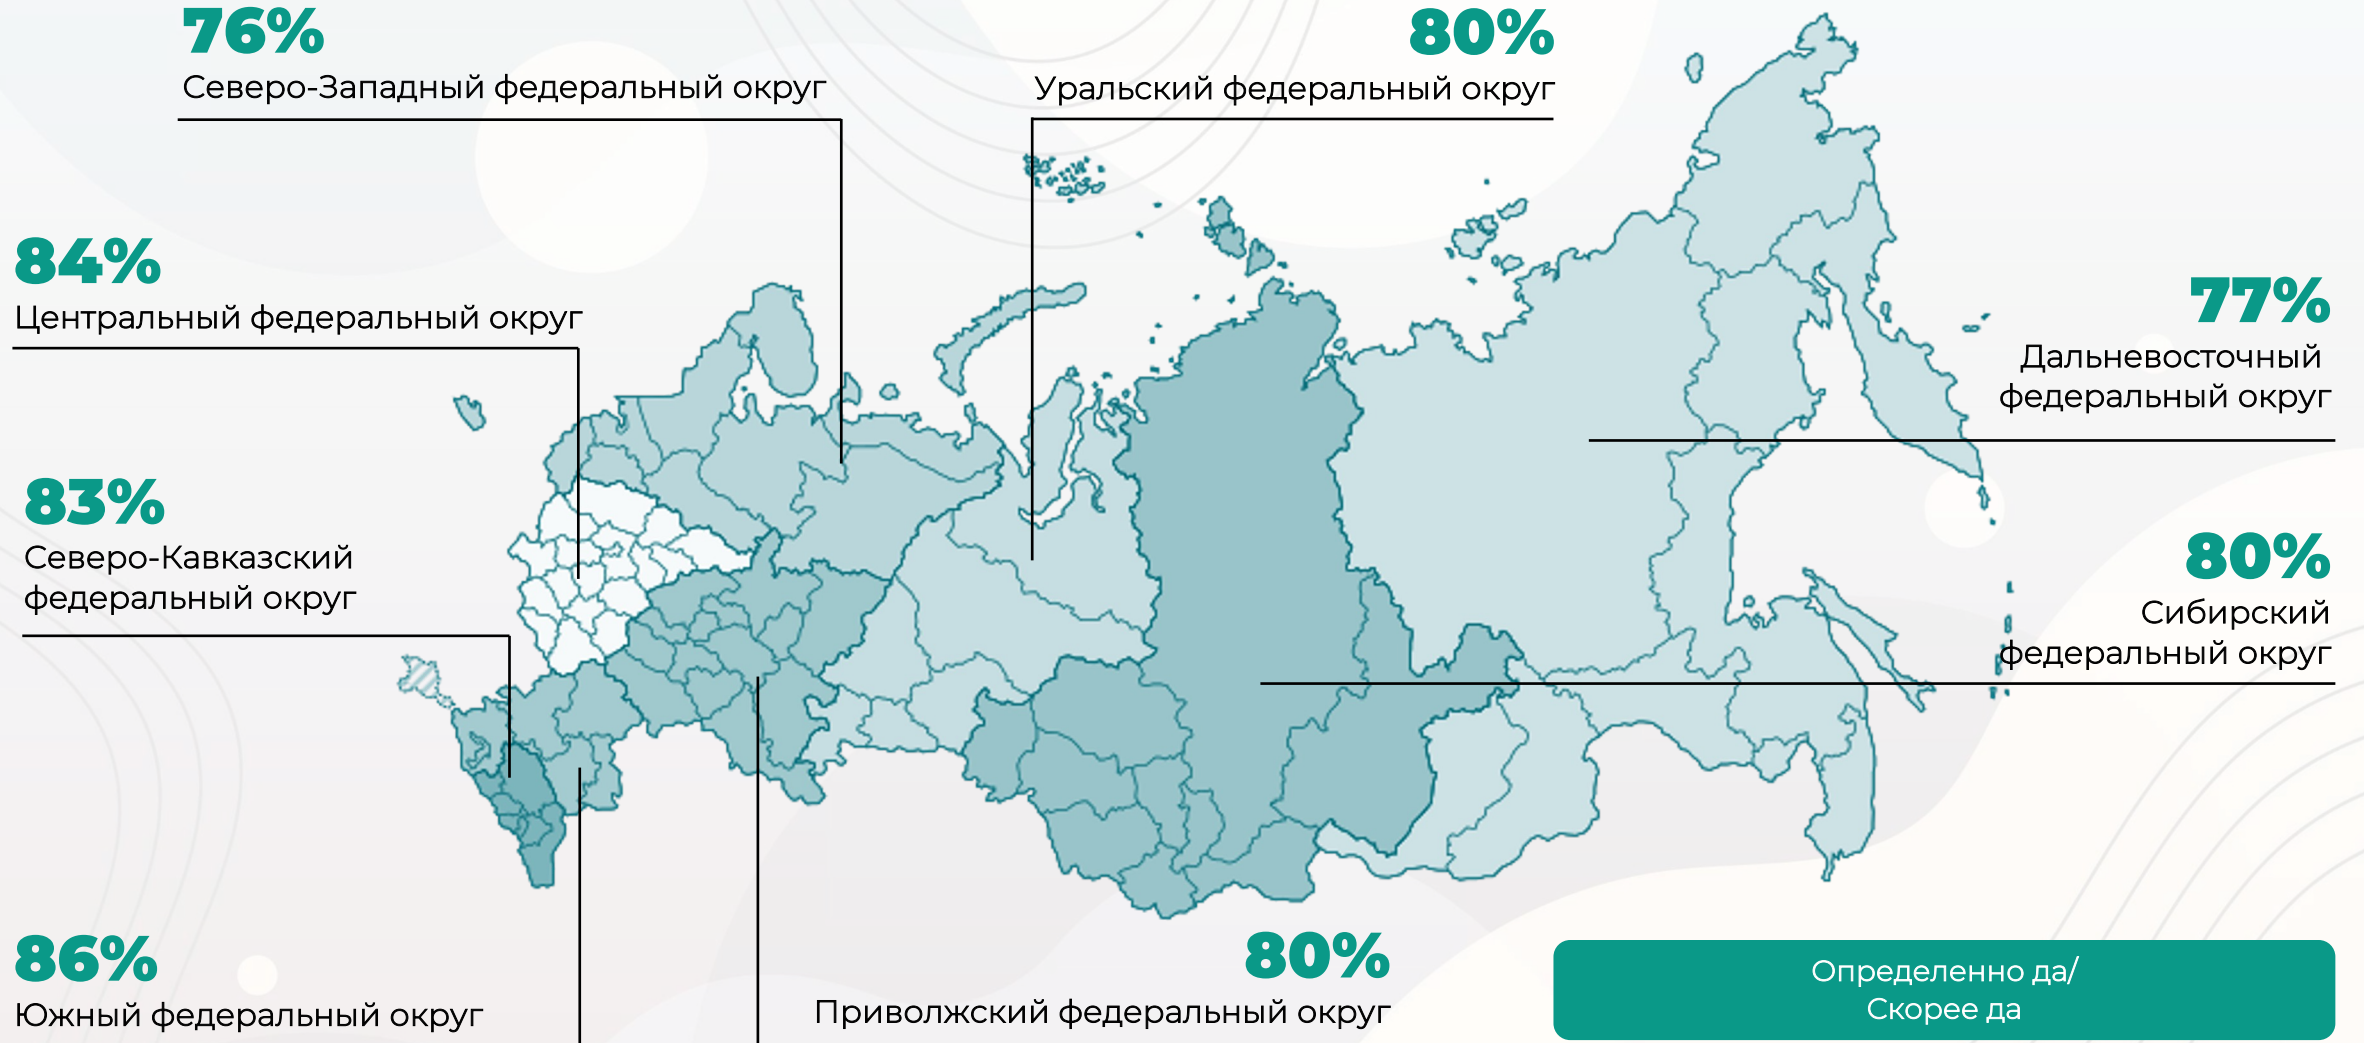 76%
Северо-Западный федеральный округ
80%
Уральский федеральный округ
84%
Центральный федеральный округ
77%
Дальневосточный
федеральный округ
83%
Северо-Кавказский
федеральный округ
80%
Сибирский
федеральный округ
86%
Южный федеральный округ
80%
Приволжский федеральный округ
Определенно да/
Скорее да